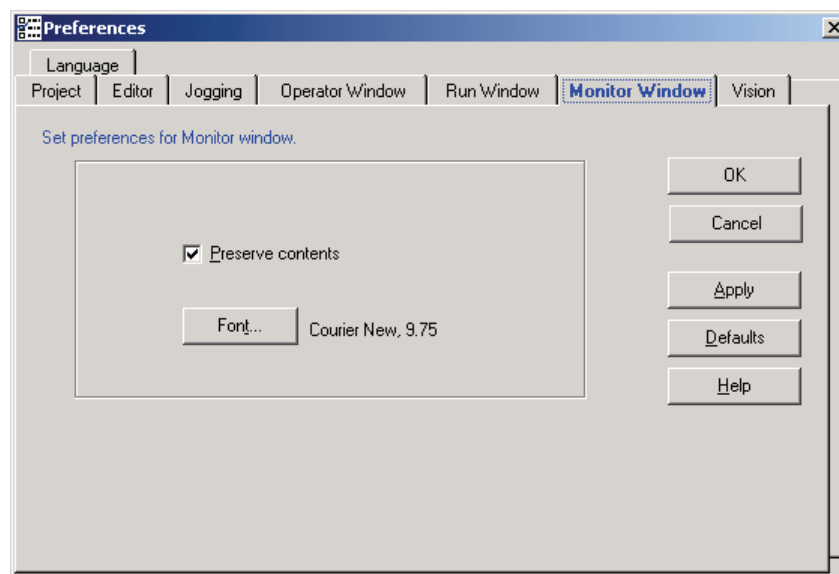 Preferences
Language
Project Editor Jogging Operator Window Run Window Monitor Window Vision
Set preferences for Monitor window.
OK
Cancel
Preserve contents
Apply
Font... Courier New, 9.75
Defaults
Help